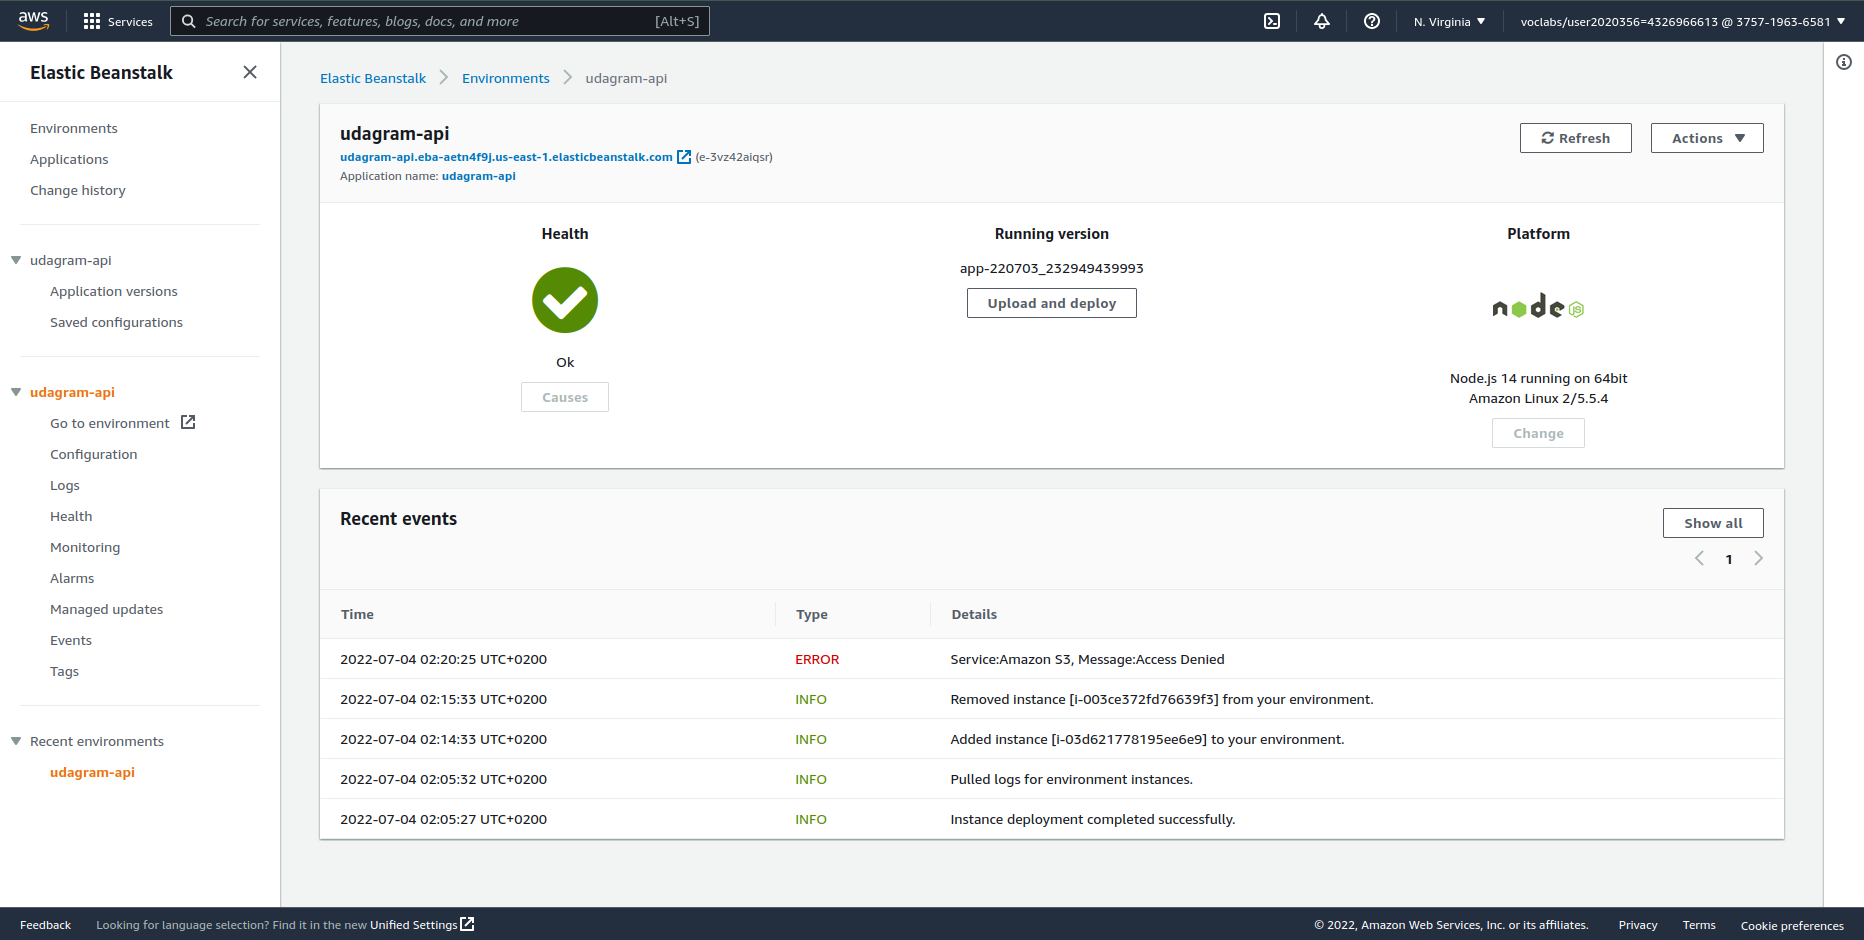 aws
Services
Search for services, features, blogs, docs, and more [Alt+S]
N. Virginia
voclabs/user2020356=4326966613 @ 3757-1963-6581
Elastic Beanstalk
Environments
Applications
Change history
udagram-api
Application versions
Saved configurations
udagram-api
Go to environment
Configuration
Logs
Health
Monitoring
Alarms
Managed updates
Events
Tags
Recent environments
udagram-api
Elastic Beanstalk > Environments > udagram-api
udagram-api
udagram-api.eba-aetn4f9j.us-east-1.elasticbeanstalk.com (e-3vz42aiqsr)
Application name: udagram-api
Refresh
Actions
Health
Ok
Causes
Running version
app-220703_232949439993
Upload and deploy
Platform
node JS
Node.js 14 running on 64bit
Amazon Linux 2/5.5.4
Change
Recent events
Show all
1
Time Type Details
2022-07-04 02:20:25 UTC+0200 ERROR Service:Amazon S3, Message:Access Denied
2022-07-04 02:15:33 UTC+0200 INFO Removed instance [i-003ce372fd76639f3] from your environment.
2022-07-04 02:14:33 UTC+0200 INFO Added instance [i-03d621778195ee6e9] to your environment.
2022-07-04 02:05:32 UTC+0200 INFO Pulled logs for environment instances.
2022-07-04 02:05:27 UTC+0200 INFO Instance deployment completed successfully.
Feedback
Looking for language selection? Find it in the new Unified Settings
© 2022, Amazon Web Services, Inc. or its affiliates.
Privacy
Terms
Cookie preferences